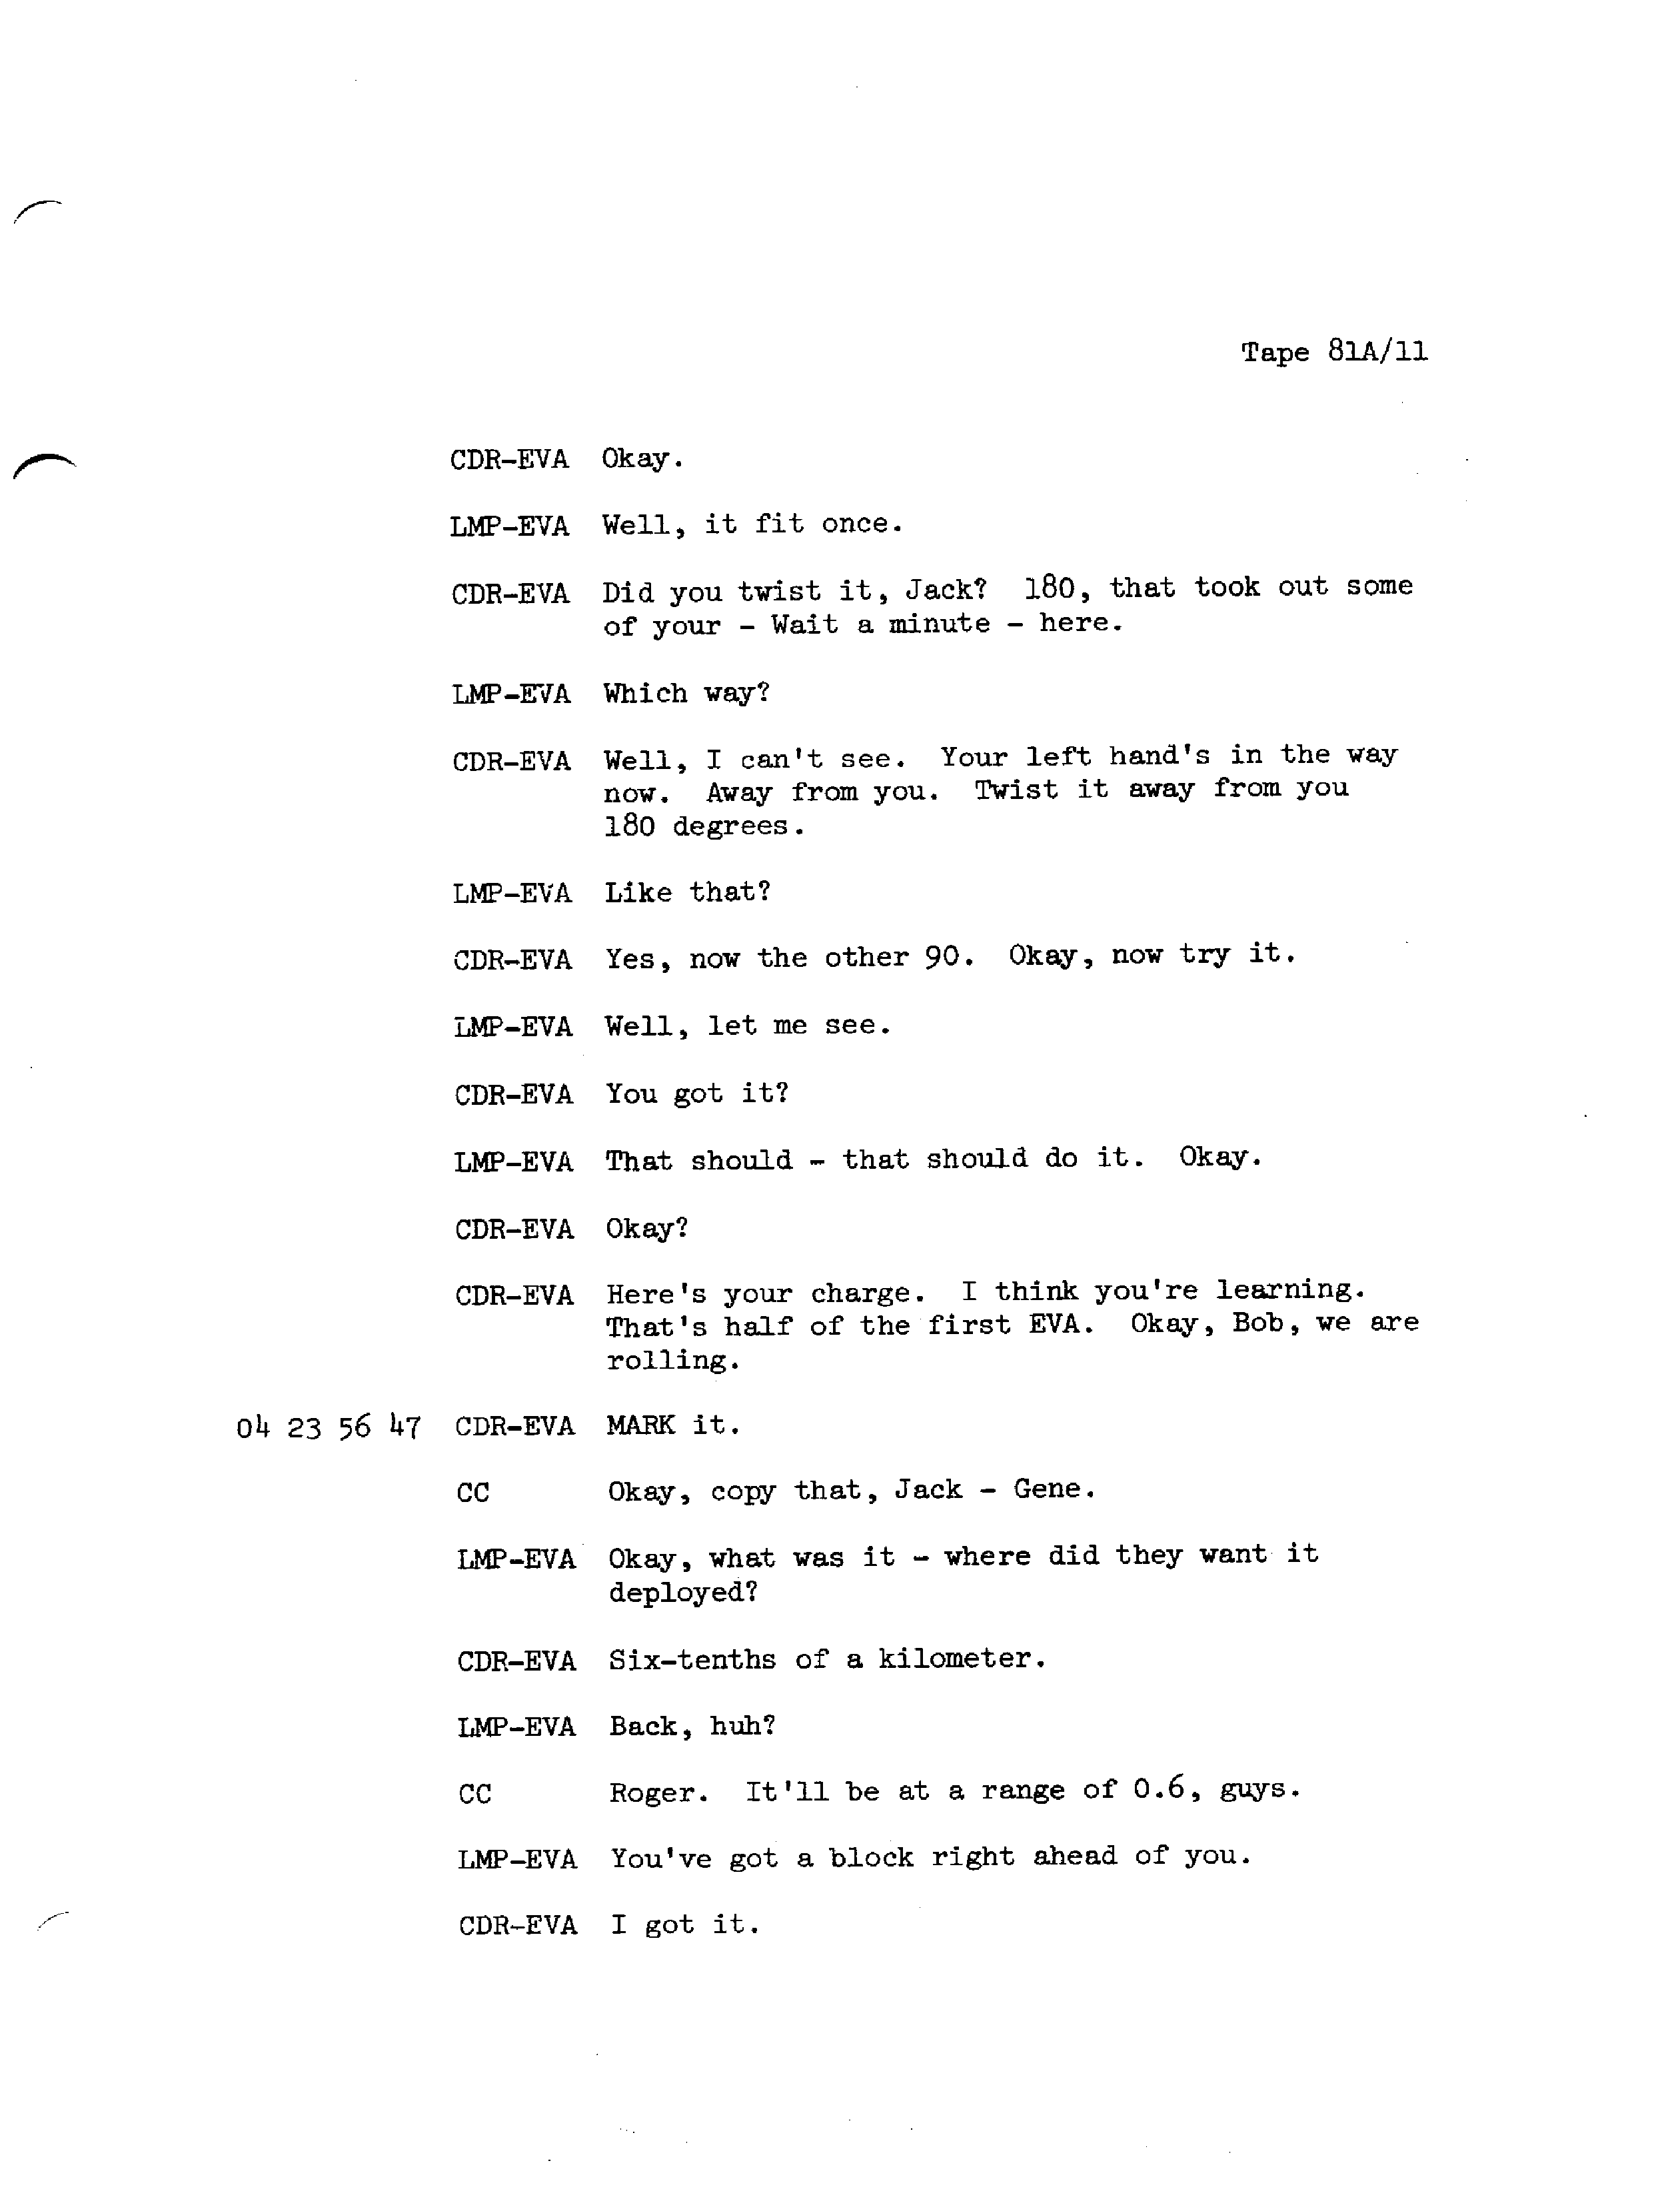 Tape 81A/11
CDR-EVA Okay.
LMP-EVA Well, it fit once.
CDR-EVA Did you twist it, Jack? 180, that took out some
of your - Wait a minute - here.
LMP-EVA Which way?
CDR-EVA Well, I can't see. Your left hand's in the way
now. Away from you. Twist it away from you
180 degrees.
LMP-EVA Like that?
CDR-EVA Yes, now the other 90. Okay, now try it.
LMP-EVA Well, let me see.
CDR-EVA You got it?
LMP-EVA That should - that should do it. Okay.
CDR-EVA Okay?
CDR-EVA Here's your charge. I think you're learning.
That's half of the first EVA. Okay, Bob, we are
rolling.
04 23 56 47 CDR-EVA MARK it.
CC Okay, copy that, Jack - Gene.
LMP-EVA Okay, what was it - where did they want it
deployed?
CDR-EVA Six-tenths of a kilometer.
LMP-EVA Back, huh?
CC Roger. It'll be at a range of 0.6, guys.
LMP-EVA You've got a block right ahead of you.
CDR-EVA I got it.